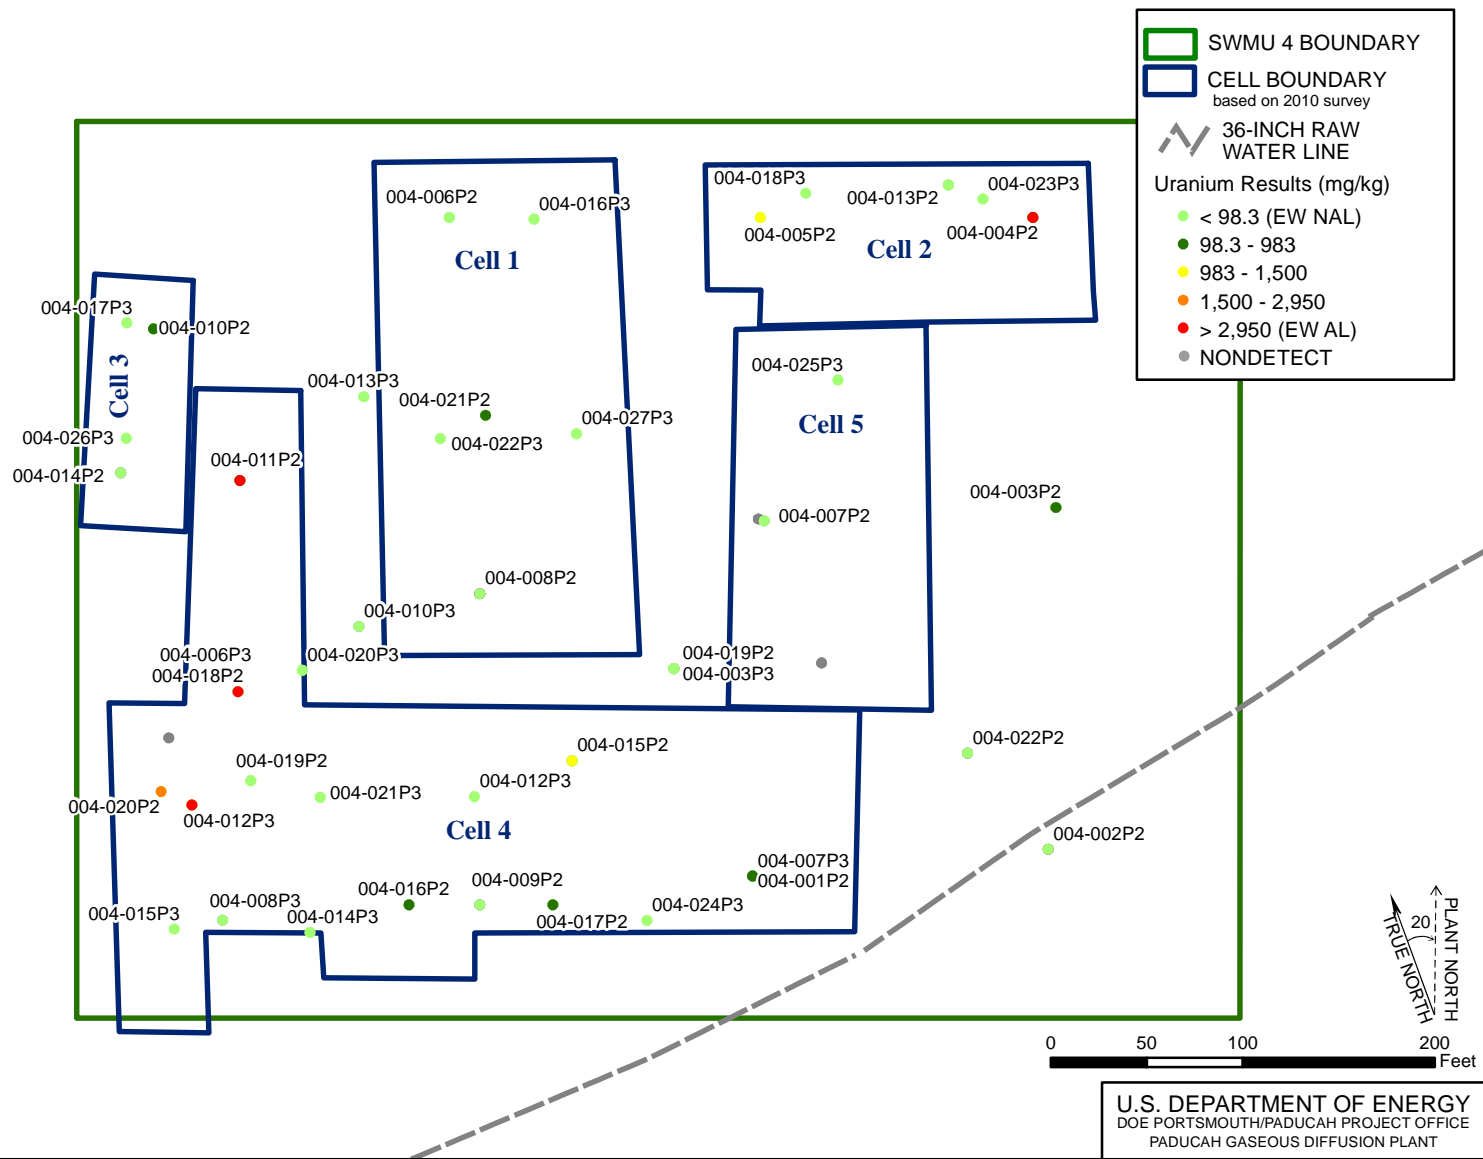 SWMU 4 BOUNDARY
CELL BOUNDARY
based on 2010 survey
36-INCH RAW
WATER LINE
Uranium Results (mg/kg)
< 98.3 (EW NAL)
98.3 - 983
983 - 1,500
1,500 - 2,950
> 2,950 (EW AL)
NONDETECT
004-006P2
004-016P3
Cell 1
004-018P3
004-013P2
004-023P3
004-005P2
004-004P2
Cell 2
004-017P3
004-010P2
Cell 3
004-026P3
004-014P2
004-013P3
004-021P2
004-022P3
004-027P3
004-025P3
Cell 5
004-011P2
004-007P2
004-003P2
004-008P2
004-010P3
004-006P3
004-018P2
004-020P3
004-019P2
004-003P3
004-022P2
004-015P2
004-019P2
004-021P3
004-012P3
004-020P2
004-012P3
Cell 4
004-002P2
004-007P3
004-001P2
004-016P2
004-009P2
004-017P2
004-024P3
004-015P3
004-008P3
004-014P3
TRUE NORTH
20
PLANT NORTH
0 50 100 200
Feet
U.S. DEPARTMENT OF ENERGY
DOE PORTSMOUTH/PADUCAH PROJECT OFFICE
PADUCAH GASEOUS DIFFUSION PLANT